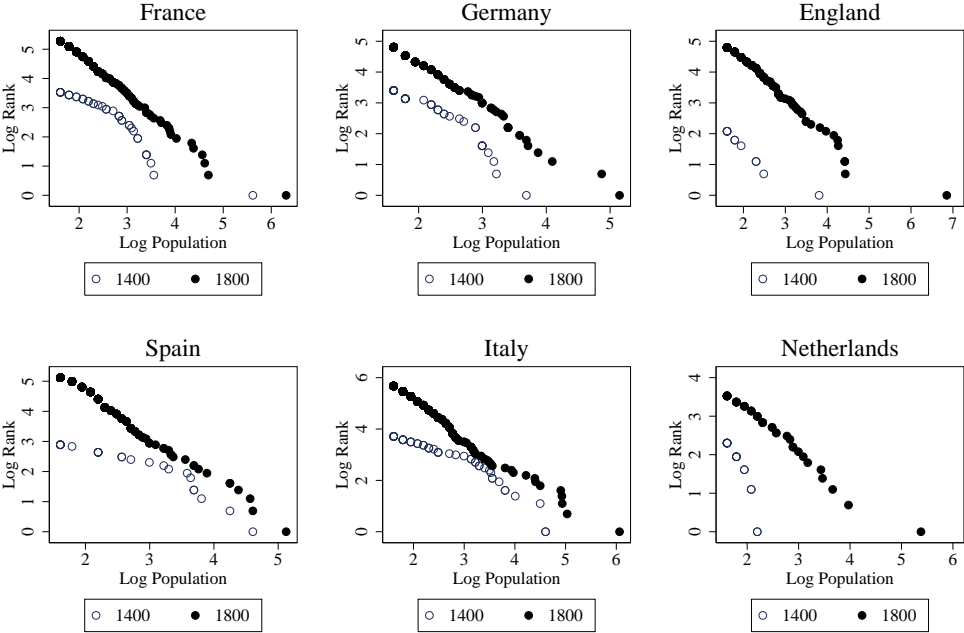 France
Germany
England
Log Rank
0 1 2 3 4 5
2 3 4 5 6
Log Population
1400 1800
Log Rank
0 1 2 3 4 5
2 3 4 5
Log Population
1400 1800
Log Rank
0 1 2 3 4 5
2 3 4 5 6 7
Log Population
1400 1800
Spain
Italy
Netherlands
Log Rank
0 1 2 3 4 5
2 3 4 5
Log Population
1400 1800
Log Rank
0 2 4 6
2 3 4 5 6
Log Population
1400 1800
Log Rank
0 1 2 3 4
2 3 4 5 6
Log Population
1400 1800